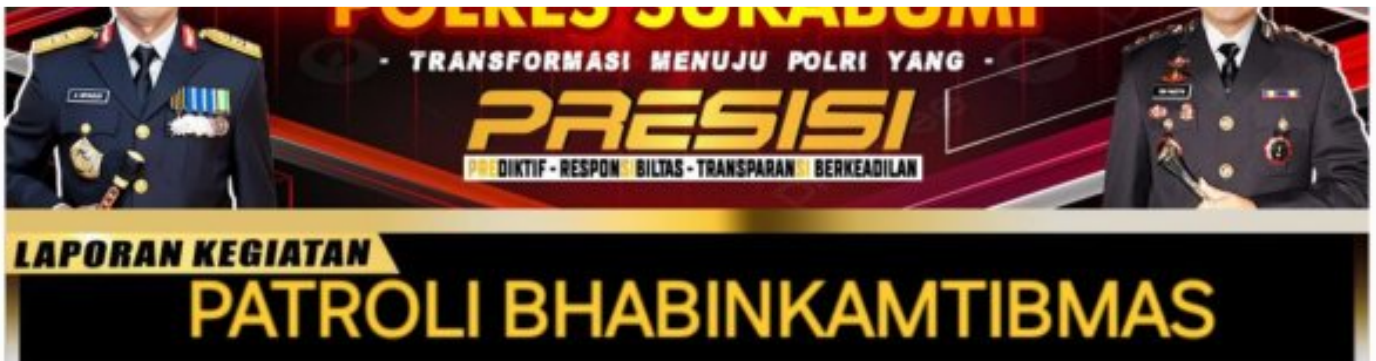 POLRES SUKABUMI
- TRANSFORMASI MENUJU POLRI YANG -
PRESISI
PREDIKTIF - RESPONSIBILTAS - TRANSPARANSI BERKEADILAN
LAPORAN KEGIATAN
PATROLI BHABINKAMTIBMAS